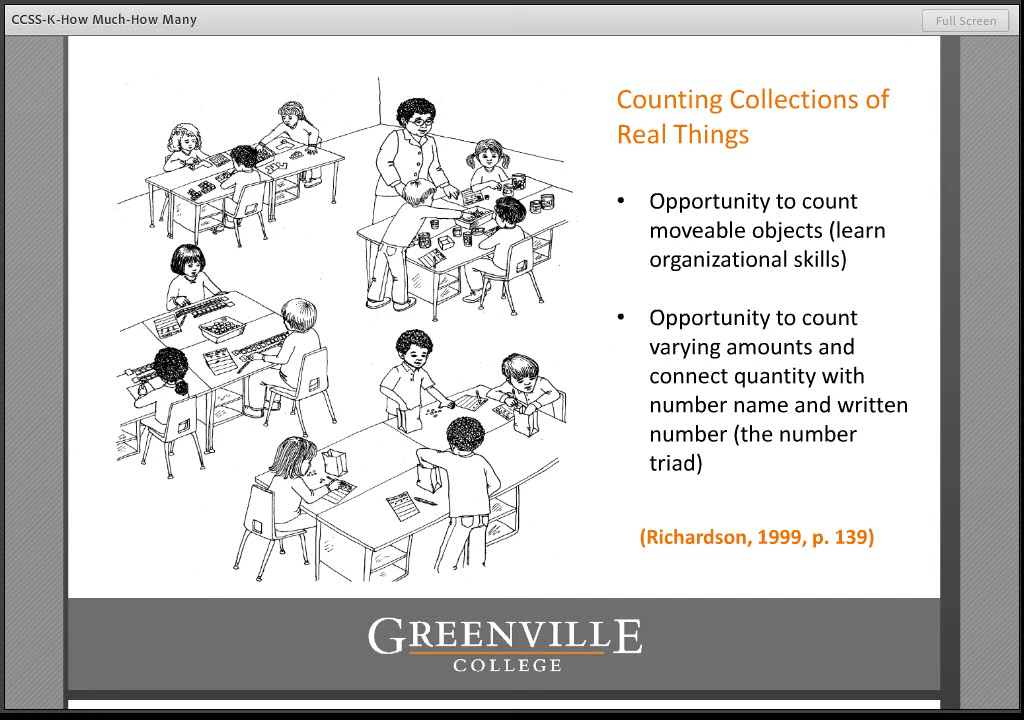 CCSS-K-How Much-How Many
Full Screen
Counting Collections of
Real Things
• Opportunity to count
moveable objects (learn
organizational skills)
• Opportunity to count
varying amounts and
connect quantity with
number name and written
number (the number
triad)
(Richardson, 1999, p. 139)
GREENVILLE
COLLEGE